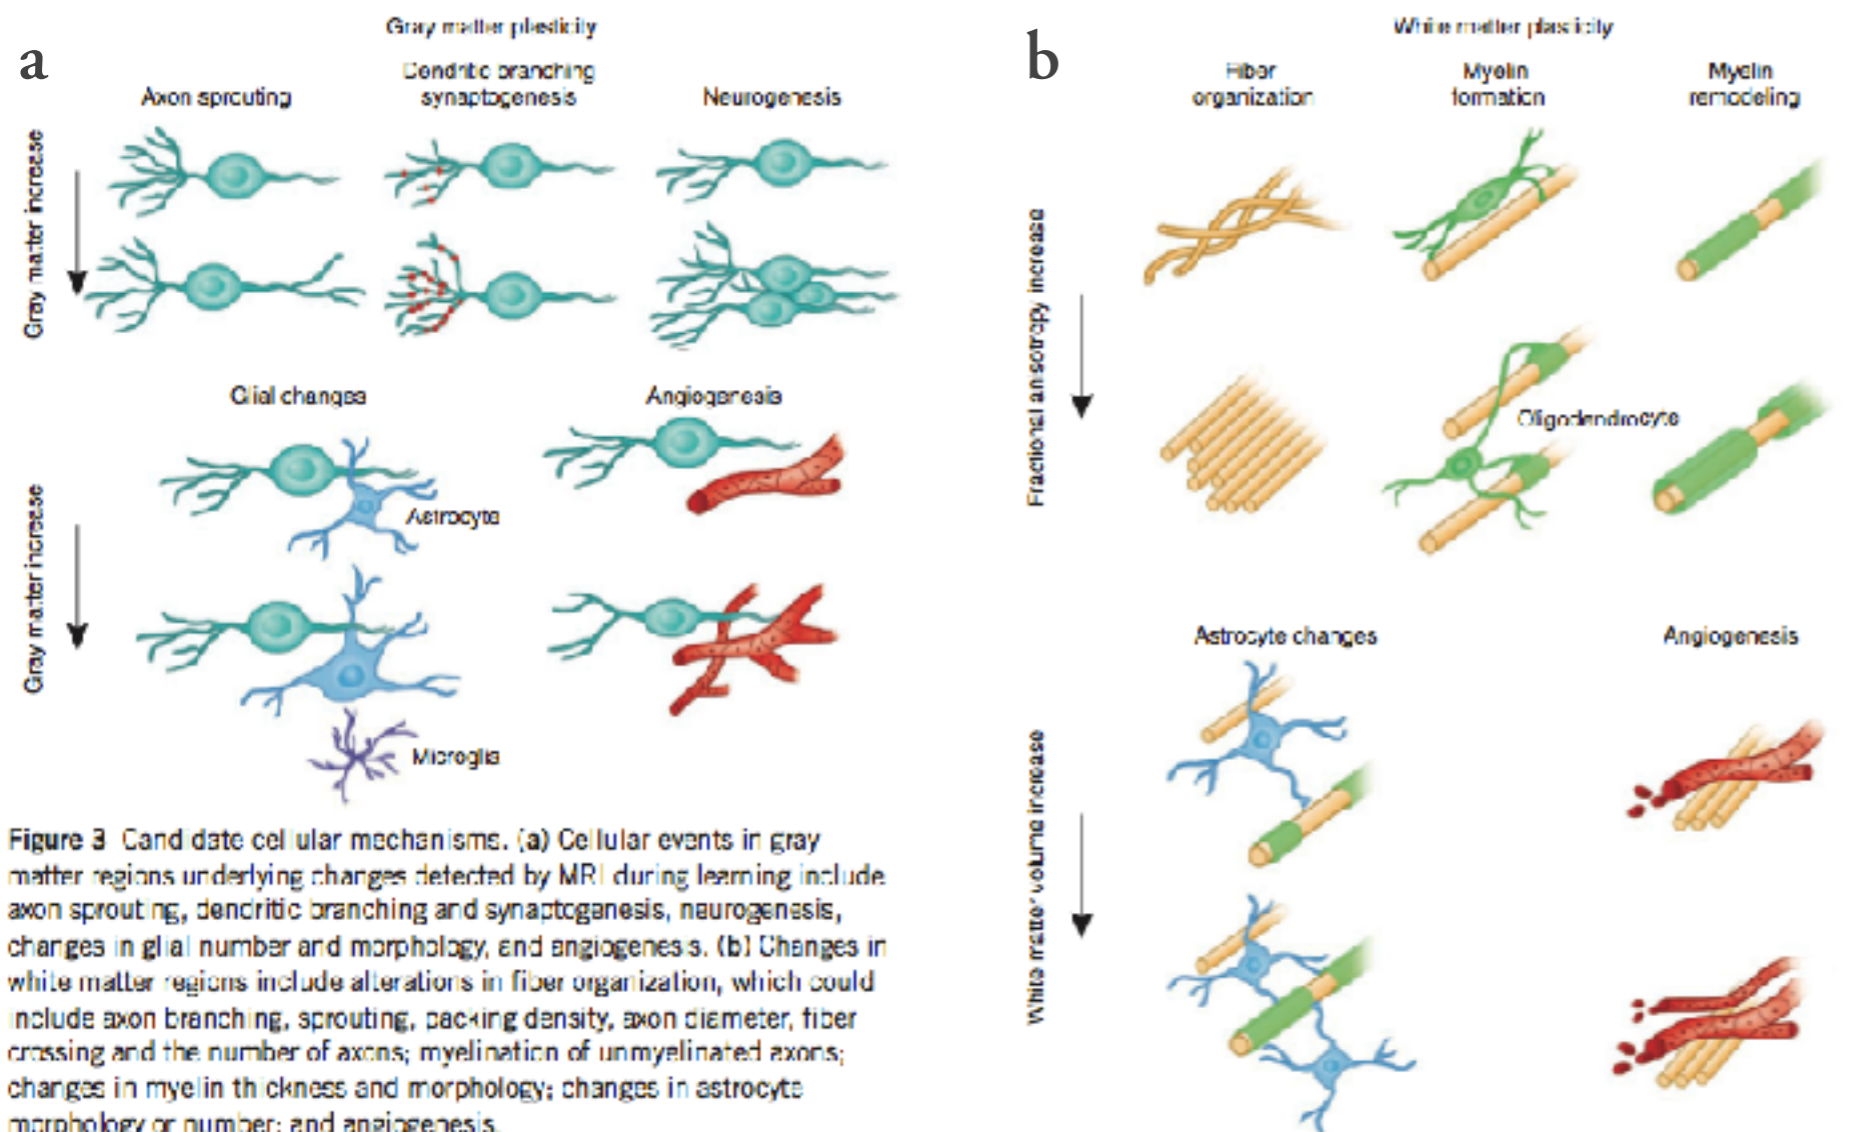 a
Gray matter plasticity
Axon sprouting
Dendritic branching
synaptogenesis
Neurogenesis
Gray matter increase
Glial changes
Angiogenesis
Gray matter increase
Astrocyte
Microglia
Figure 3 Candidate cellular mechanisms. (a) Cellular events in gray
matter regions underlying changes detected by MRI during learning include
axon sprouting, dendritic branching and synaptogenesis, neurogenesis,
changes in glial number and morphology, and angiogenesis. (b) Changes in
white matter regions include alterations in fiber organization, which could
include axon branching, sprouting, packing density, axon diameter, fiber
crossing and the number of axons; myelination of unmyelinated axons;
changes in myelin thickness and morphology; changes in astrocyte
morphology or number; and angiogenesis.
b
White matter plasticity
Fiber
organization
Myelin
formation
Myelin
remodeling
Fractional anisotropy increase
Oligodendrocyte
Astrocyte changes
Angiogenesis
White matter volume increase